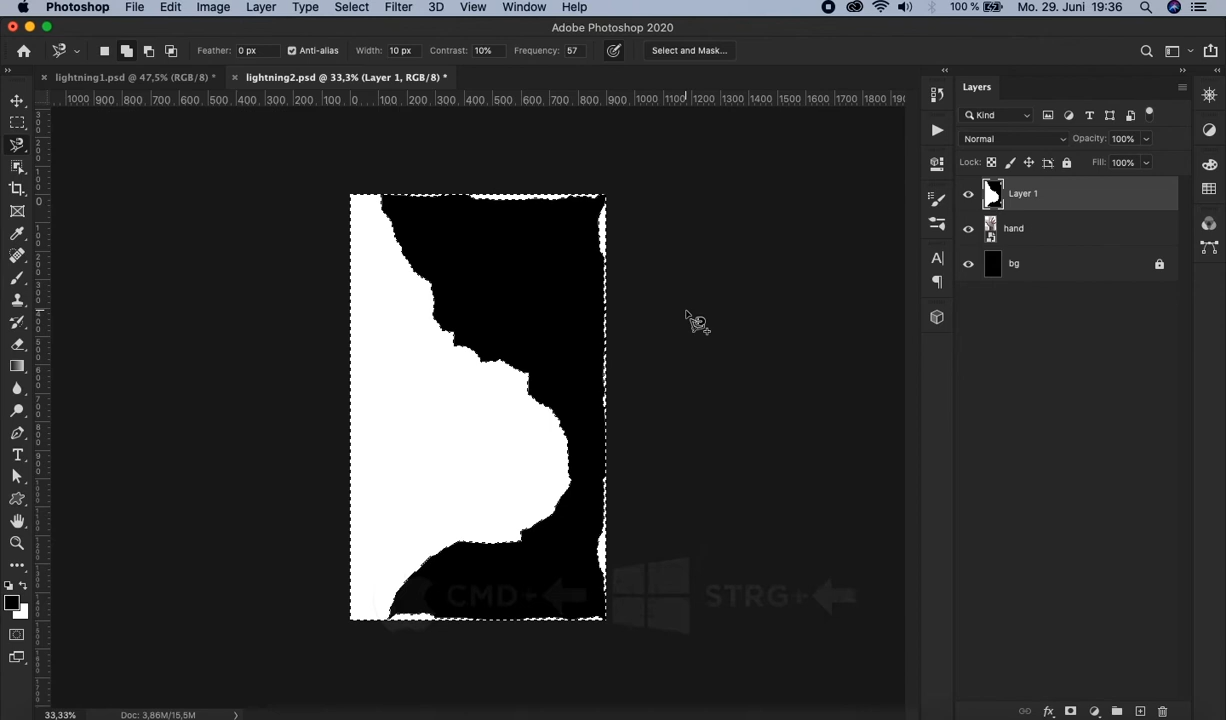 Photoshop File Edit Image Layer Type Select Filter 3D View Window Help 100 % Mo. 29. Juni 19:36
Adobe Photoshop 2020
Feather: 0 px Anti-alias Width: 10 px Contrast: 10% Frequency: 57 Select and Mask...
× lightning1.psd @ 47,5% (RGB/8) * × lightning2.psd @ 33,3% (Layer 1, RGB/8) *
1000 900 800 700 600 500 400 300 200 100 0 100 200 300 400 500 600 700 800 900 1000 1100 1200 1300 1400 1500 1600 1700 1800 190
Layers
Kind
Normal Opacity: 100%
Lock: Fill: 100%
Layer 1
hand
bg
CMD+ STRG+
33,33% Doc: 3,86M/15,5M